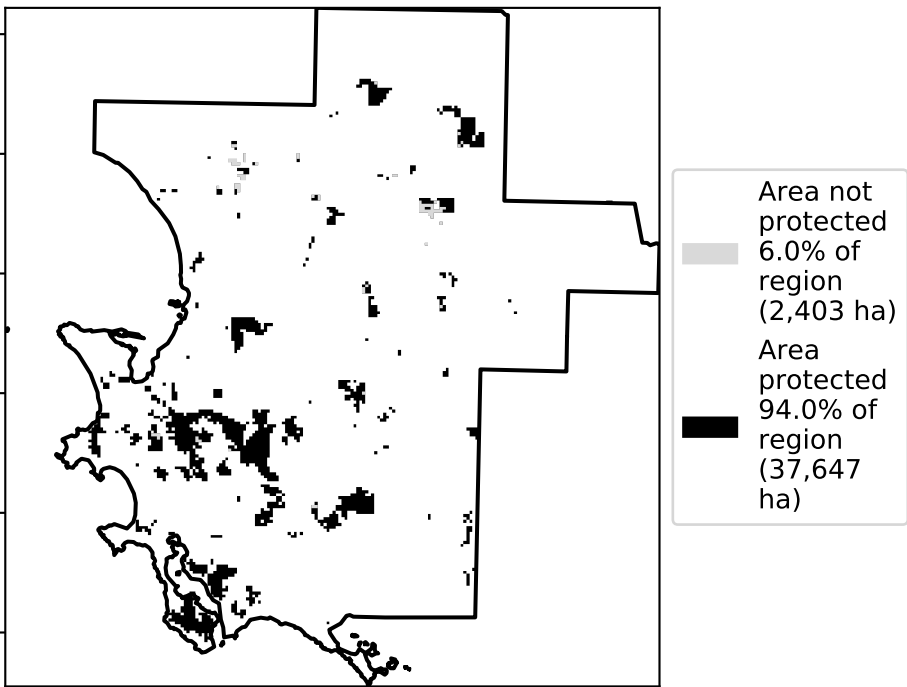 Area not
protected
6.0% of
region
(2,403 ha)
Area
protected
94.0% of
region
(37,647
ha)